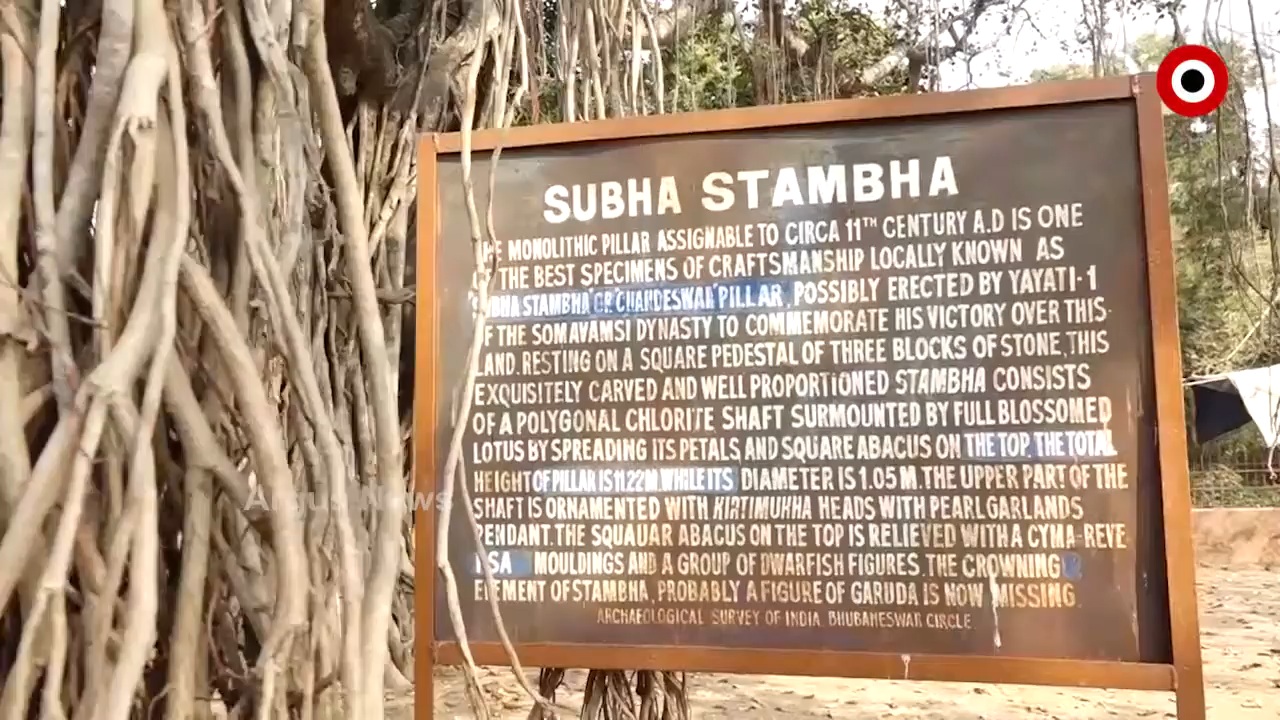 SUBHA STAMBHA
THE MONOLITHIC PILLAR ASSIGNABLE TO CIRCA 11TH CENTURY A.D IS ONE
OF THE BEST SPECIMENS OF CRAFTSMANSHIP LOCALLY KNOWN AS
SUBHA STAMBHA OR 'CHANDESWAR' PILLAR, POSSIBLY ERECTED BY YAYATI-1
OF THE SOMAVAMSI DYNASTY TO COMMEMORATE HIS VICTORY OVER THIS
LAND. RESTING ON A SQUARE PEDESTAL OF THREE BLOCKS OF STONE, THIS
EXQUISITELY CARVED AND WELL PROPORTIONED STAMBHA CONSISTS
OF A POLYGONAL CHLORITE SHAFT SURMOUNTED BY FULL BLOSSOMED
LOTUS BY SPREADING ITS PETALS, AND SQUARE ABACUS ON THE TOP. THE TOTAL
HEIGHT OF PILLAR IS 11.22 M. WHILE ITS DIAMETER IS 1.05 M. THE UPPER PART OF THE
SHAFT IS ORNAMENTED WITH KIRTIMUKHA HEADS WITH PEARL GARLANDS
PENDANT. THE SQUAUAR ABACUS ON THE TOP IS RELIEVED WITH A CYMA-REVE
RSA MOULDINGS AND A GROUP OF DWARFISH FIGURES. THE CROWNING
ELEMENT OF STAMBHA, PROBABLY A FIGURE OF GARUDA IS NOW MISSING.
ARCHAEOLOGICAL SURVEY OF INDIA BHUBANESWAR CIRCLE
Argus News